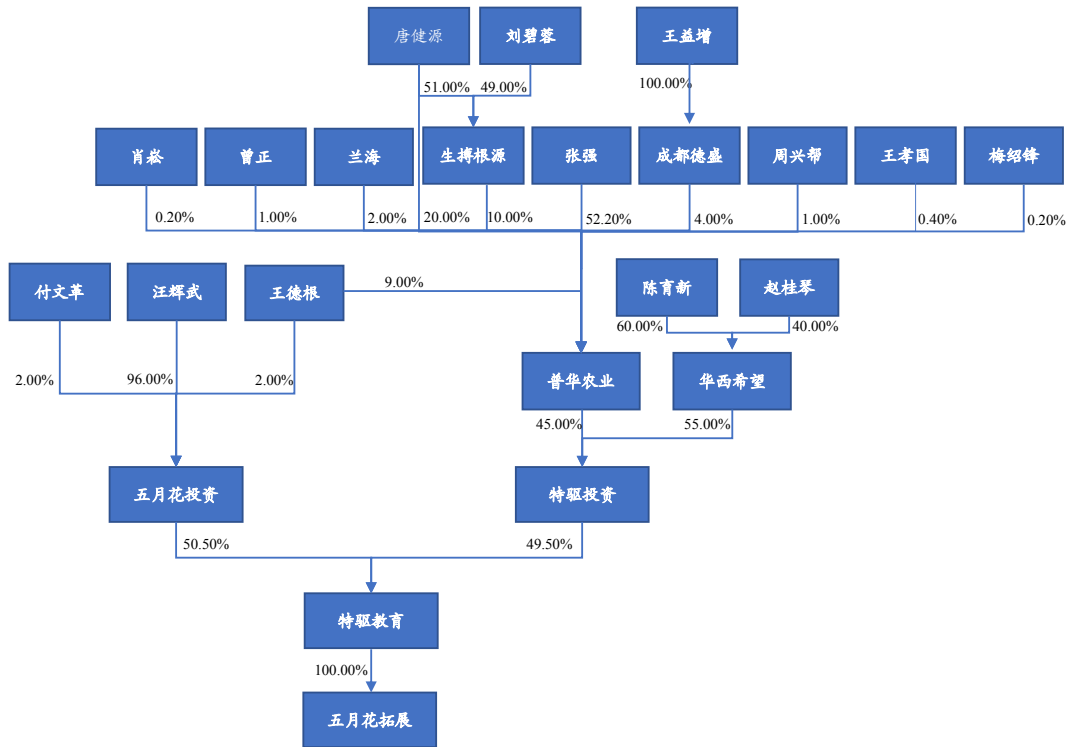 唐健源
刘碧蓉
王益增
51.00%
49.00%
100.00%
肖崧
曾正
兰海
生搏根源
张强
成都德盛
周兴帮
王孝国
梅绍锋
0.20%
1.00%
2.00%
20.00%
10.00%
52.20%
4.00%
1.00%
0.40%
0.20%
付文革
汪辉武
王德根
9.00%
陈育新
赵桂琴
60.00%
40.00%
2.00%
96.00%
2.00%
普华农业
华西希望
45.00%
55.00%
五月花投资
特驱投资
50.50%
49.50%
特驱教育
100.00%
五月花拓展